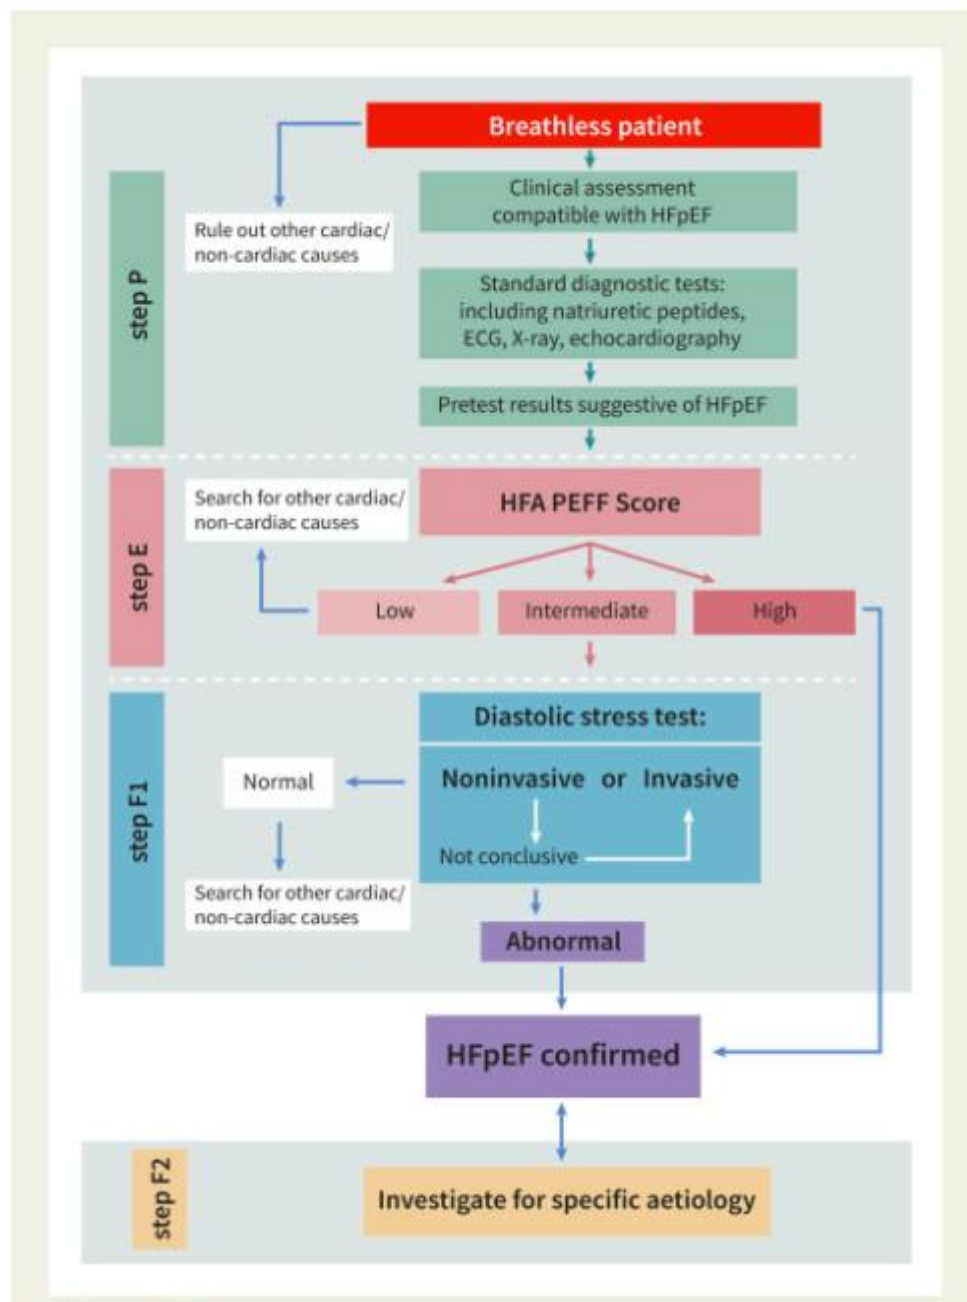 Breathless patient
Clinical assessment
compatible with HFpEF
Rule out other cardiac/
non-cardiac causes
step P
Standard diagnostic tests:
including natriuretic peptides,
ECG, X-ray, echocardiography
Pretest results suggestive of HFpEF
Search for other cardiac/
non-cardiac causes
HFA PEFF Score
step E
Low
Intermediate
High
Diastolic stress test:
Normal
Noninvasive or Invasive
step F1
Not conclusive
Search for other cardiac/
non-cardiac causes
Abnormal
HFpEF confirmed
step F2
Investigate for specific aetiology